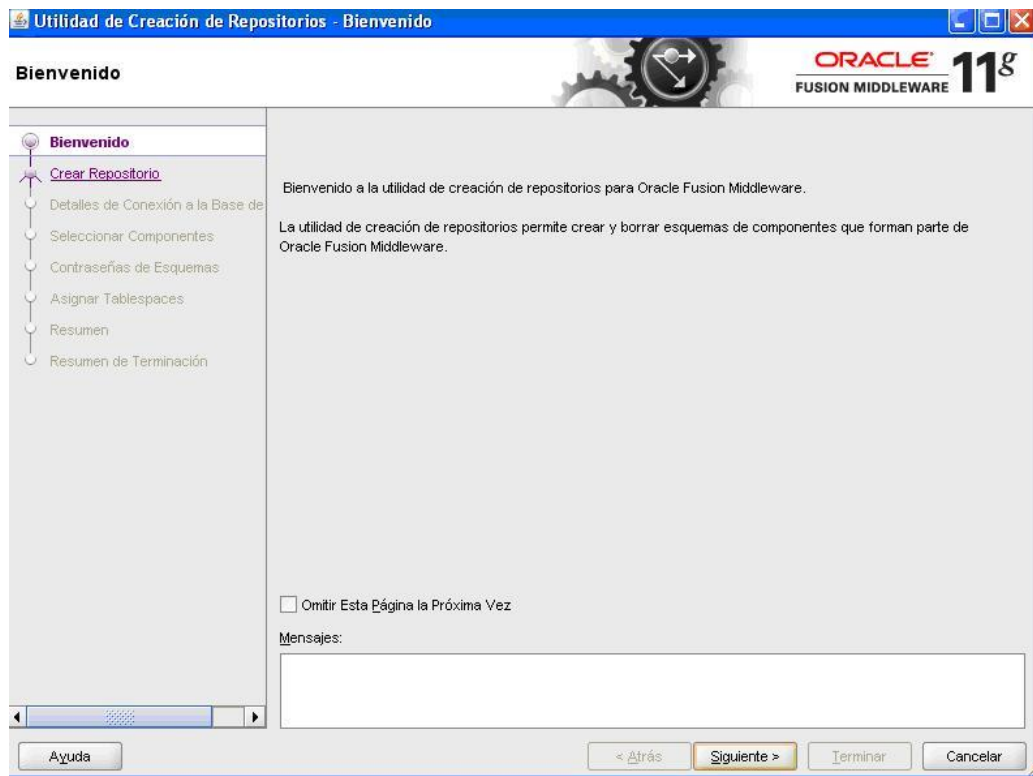 Utilidad de Creación de Repositorios - Bienvenido
Bienvenido
ORACLE
FUSION MIDDLEWARE
11g
Bienvenido
Crear Repositorio
Detalles de Conexión a la Base de
Seleccionar Componentes
Contraseñas de Esquemas
Asignar Tablespaces
Resumen
Resumen de Terminación
Bienvenido a la utilidad de creación de repositorios para Oracle Fusion Middleware.
La utilidad de creación de repositorios permite crear y borrar esquemas de componentes que forman parte de
Oracle Fusion Middleware.
Omitir Esta Página la Próxima Vez
Mensajes:
Ayuda
< Atrás
Siguiente >
Terminar
Cancelar